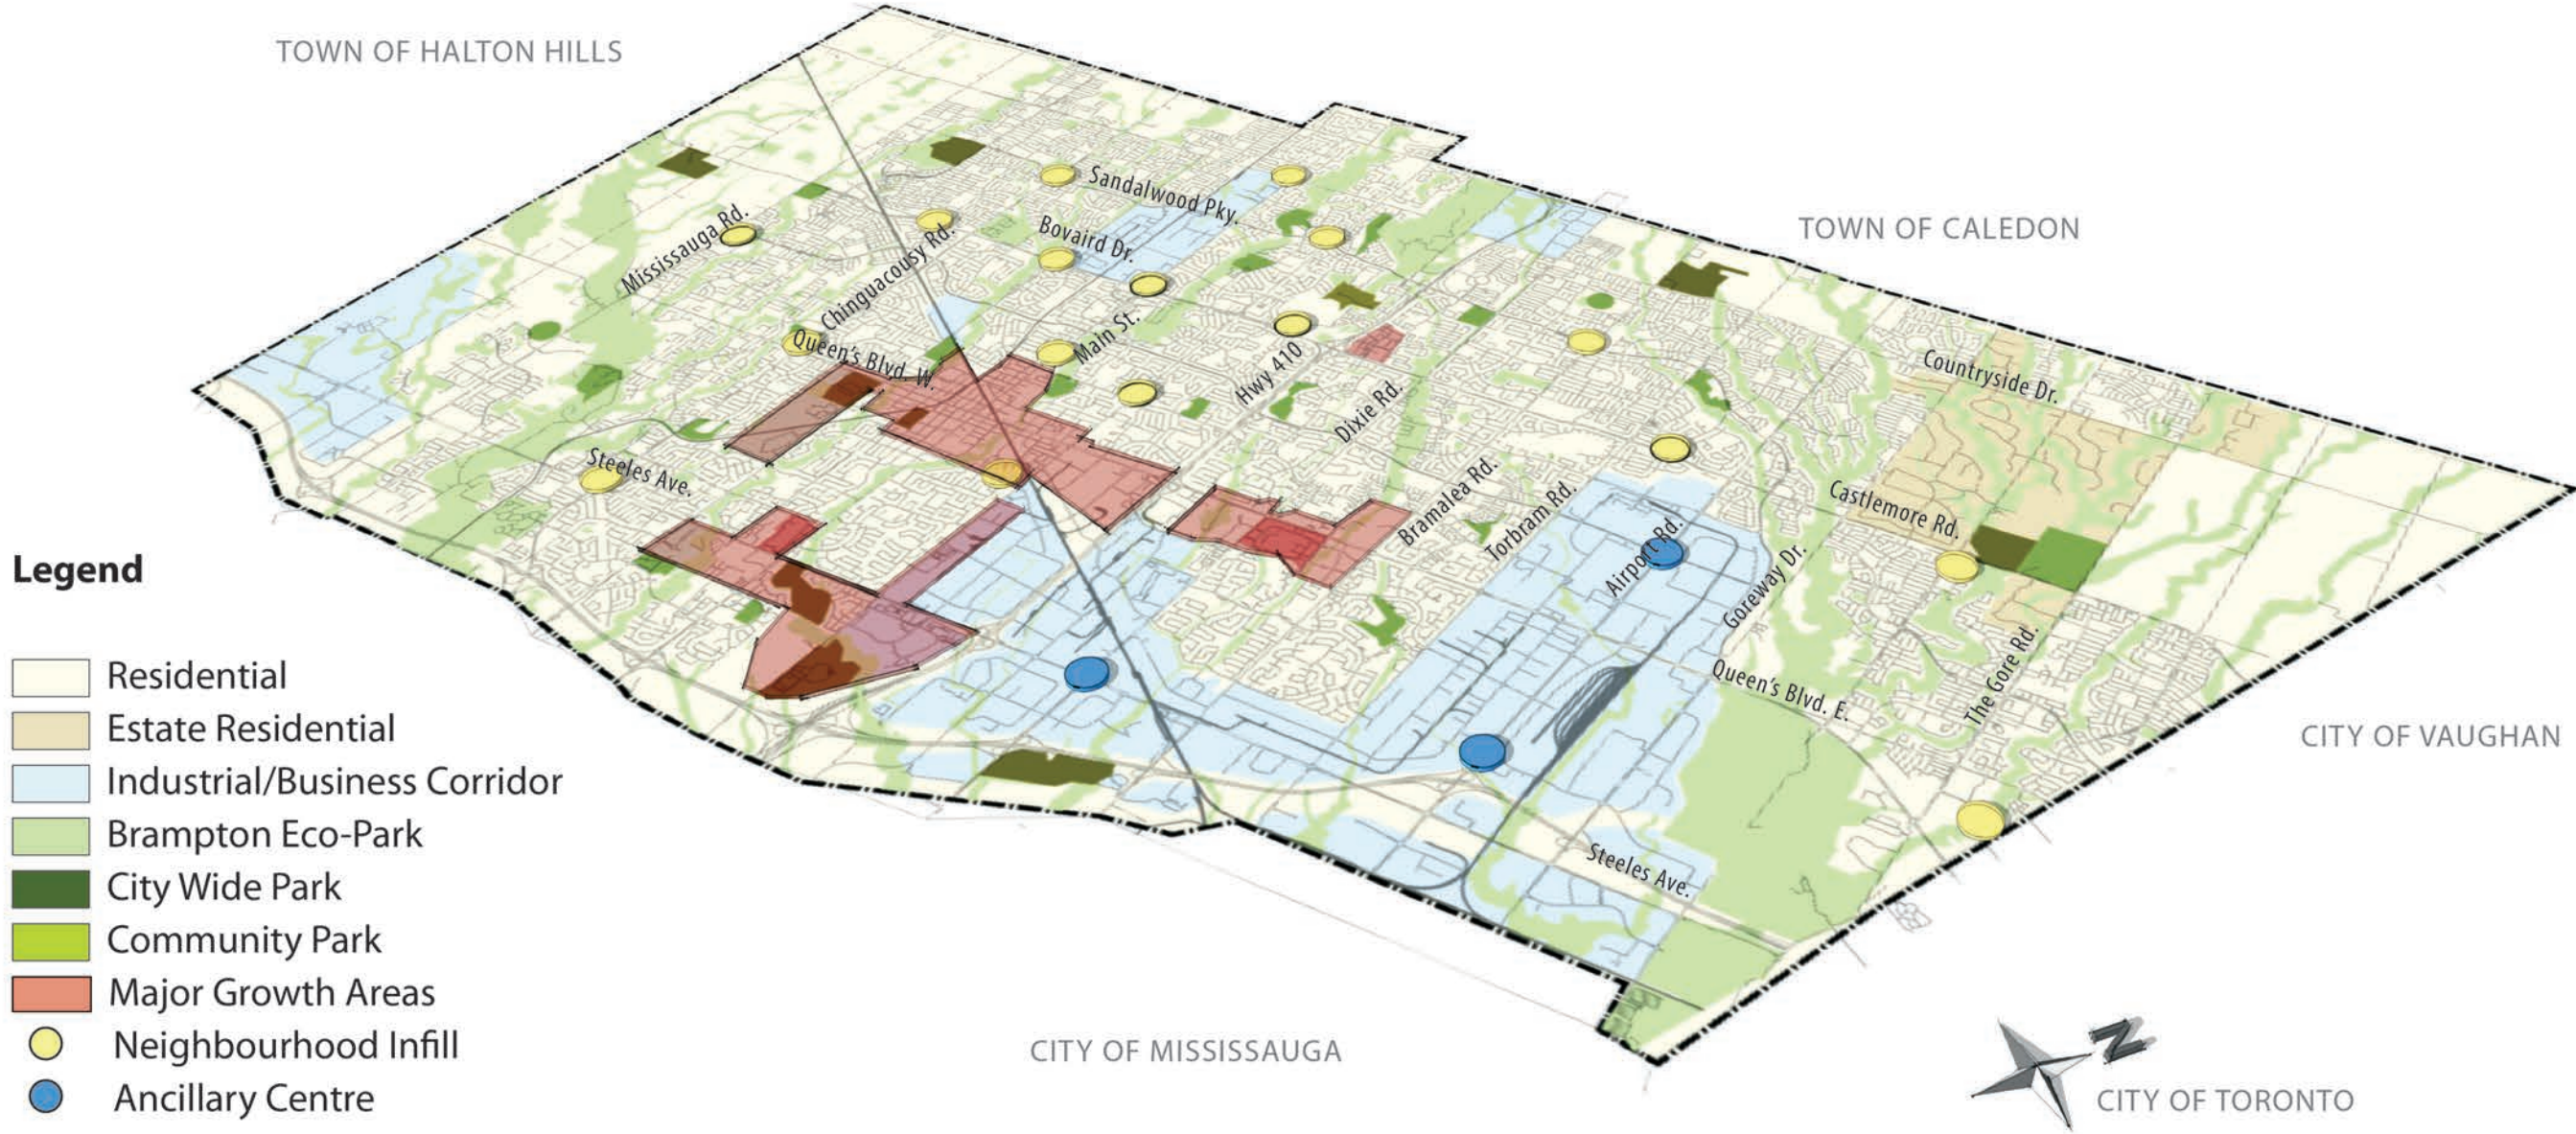 TOWN OF HALTON HILLS
TOWN OF CALEDON
CITY OF VAUGHAN
CITY OF MISSISSAUGA
CITY OF TORONTO
N
Sandalwood Pky.
Mississauga Rd.
Bovaird Dr.
Chinguacousy Rd.
Main St.
Queen's Blvd. W.
Hwy 410
Countryside Dr.
Dixie Rd.
Steeles Ave.
Bramalea Rd.
Torbram Rd.
Castlemore Rd.
Airport Rd.
Goreway Dr.
Queen's Blvd. E.
The Gore Rd.
Steeles Ave.
Legend
Residential
Estate Residential
Industrial/Business Corridor
Brampton Eco-Park
City Wide Park
Community Park
Major Growth Areas
Neighbourhood Infill
Ancillary Centre